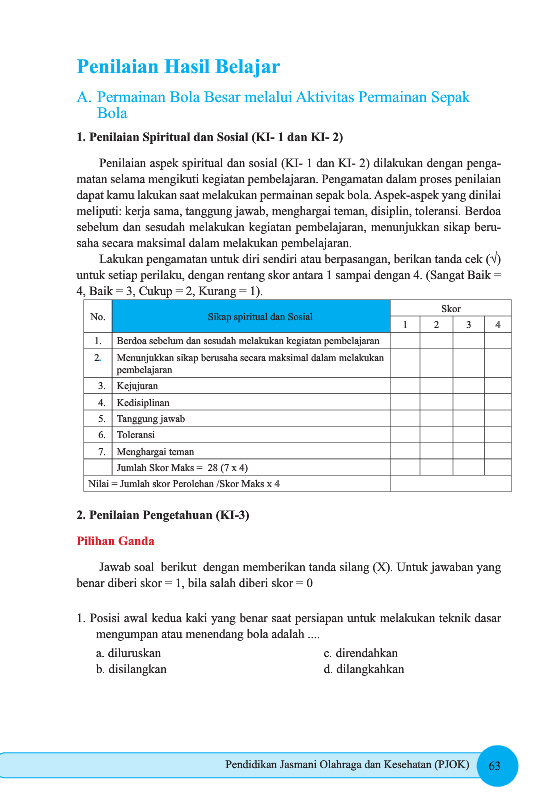 Penilaian Hasil Belajar
A. Permainan Bola Besar melalui Aktivitas Permainan Sepak
Bola
1. Penilaian Spiritual dan Sosial (KI- 1 dan KI- 2)
Penilaian aspek spiritual dan sosial (KI- 1 dan KI- 2) dilakukan dengan penga-
matan selama mengikuti kegiatan pembelajaran. Pengamatan dalam proses penilaian
dapat kamu lakukan saat melakukan permainan sepak bola. Aspek-aspek yang dinilai
meliputi: kerja sama, tanggung jawab, menghargai teman, disiplin, toleransi. Berdoa
sebelum dan sesudah melakukan kegiatan pembelajaran, menunjukkan sikap beru-
saha secara maksimal dalam melakukan pembelajaran.
Lakukan pengamatan untuk diri sendiri atau berpasangan, berikan tanda cek (√)
untuk setiap perilaku, dengan rentang skor antara 1 sampai dengan 4. (Sangat Baik =
4, Baik = 3, Cukup = 2, Kurang = 1).
No. Sikap spiritual dan Sosial Skor
1 2 3 4
1. Berdoa sebelum dan sesudah melakukan kegiatan pembelajaran
2. Menunjukkan sikap berusaha secara maksimal dalam melakukan
pembelajaran
3. Kejujuran
4. Kedisiplinan
5. Tanggung jawab
6. Toleransi
7. Menghargai teman
Jumlah Skor Maks = 28 (7 x 4)
Nilai = Jumlah skor Perolehan /Skor Maks x 4
2. Penilaian Pengetahuan (KI-3)
Pilihan Ganda
Jawab soal berikut dengan memberikan tanda silang (X). Untuk jawaban yang
benar diberi skor = 1, bila salah diberi skor = 0
1. Posisi awal kedua kaki yang benar saat persiapan untuk melakukan teknik dasar
mengumpan atau menendang bola adalah ....
a. diluruskan c. direndahkan
b. disilangkan d. dilangkahkan
Pendidikan Jasmani Olahraga dan Kesehatan (PJOK) 63